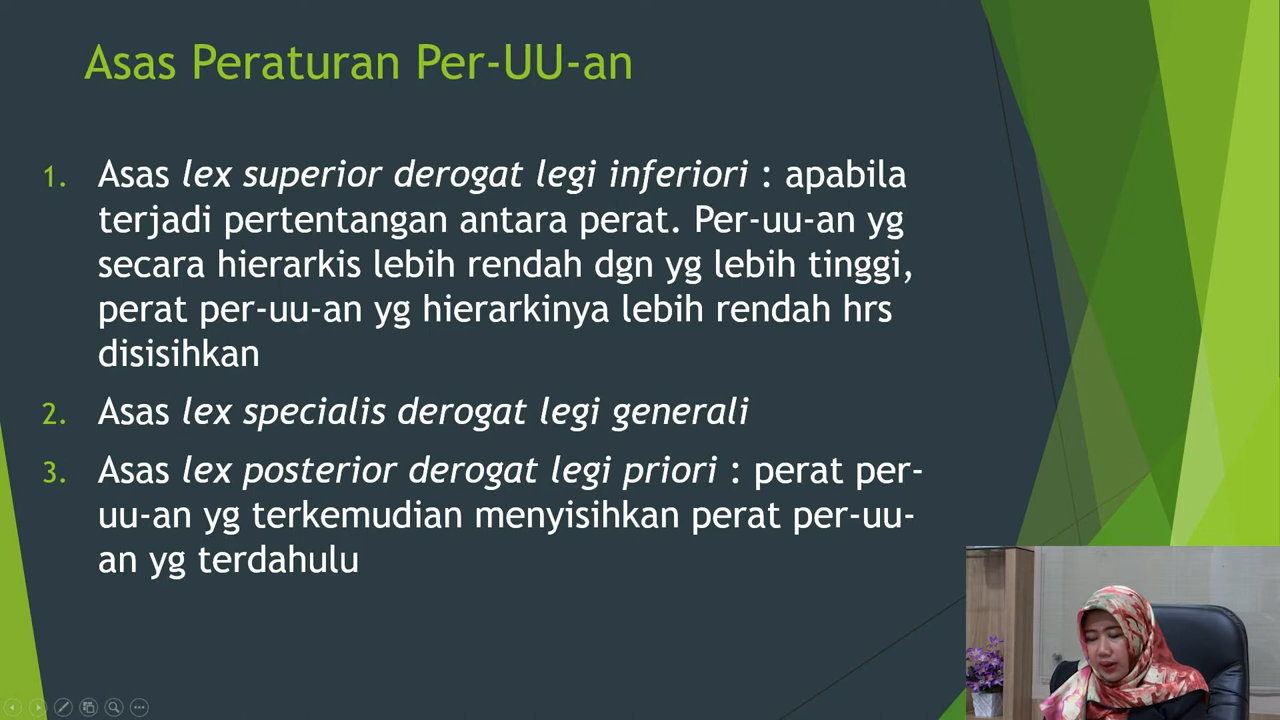 Asas Peraturan Per-UU-an
1. Asas lex superior derogat legi inferiori : apabila
terjadi pertentangan antara perat. Per-uu-an yg
secara hierarkis lebih rendah dgn yg lebih tinggi,
perat per-uu-an yg hierarkinya lebih rendah hrs
disisihkan
2. Asas lex specialis derogat legi generali
3. Asas lex posterior derogat legi priori : perat per-
uu-an yg terkemudian menyisihkan perat per-uu-
an yg terdahulu